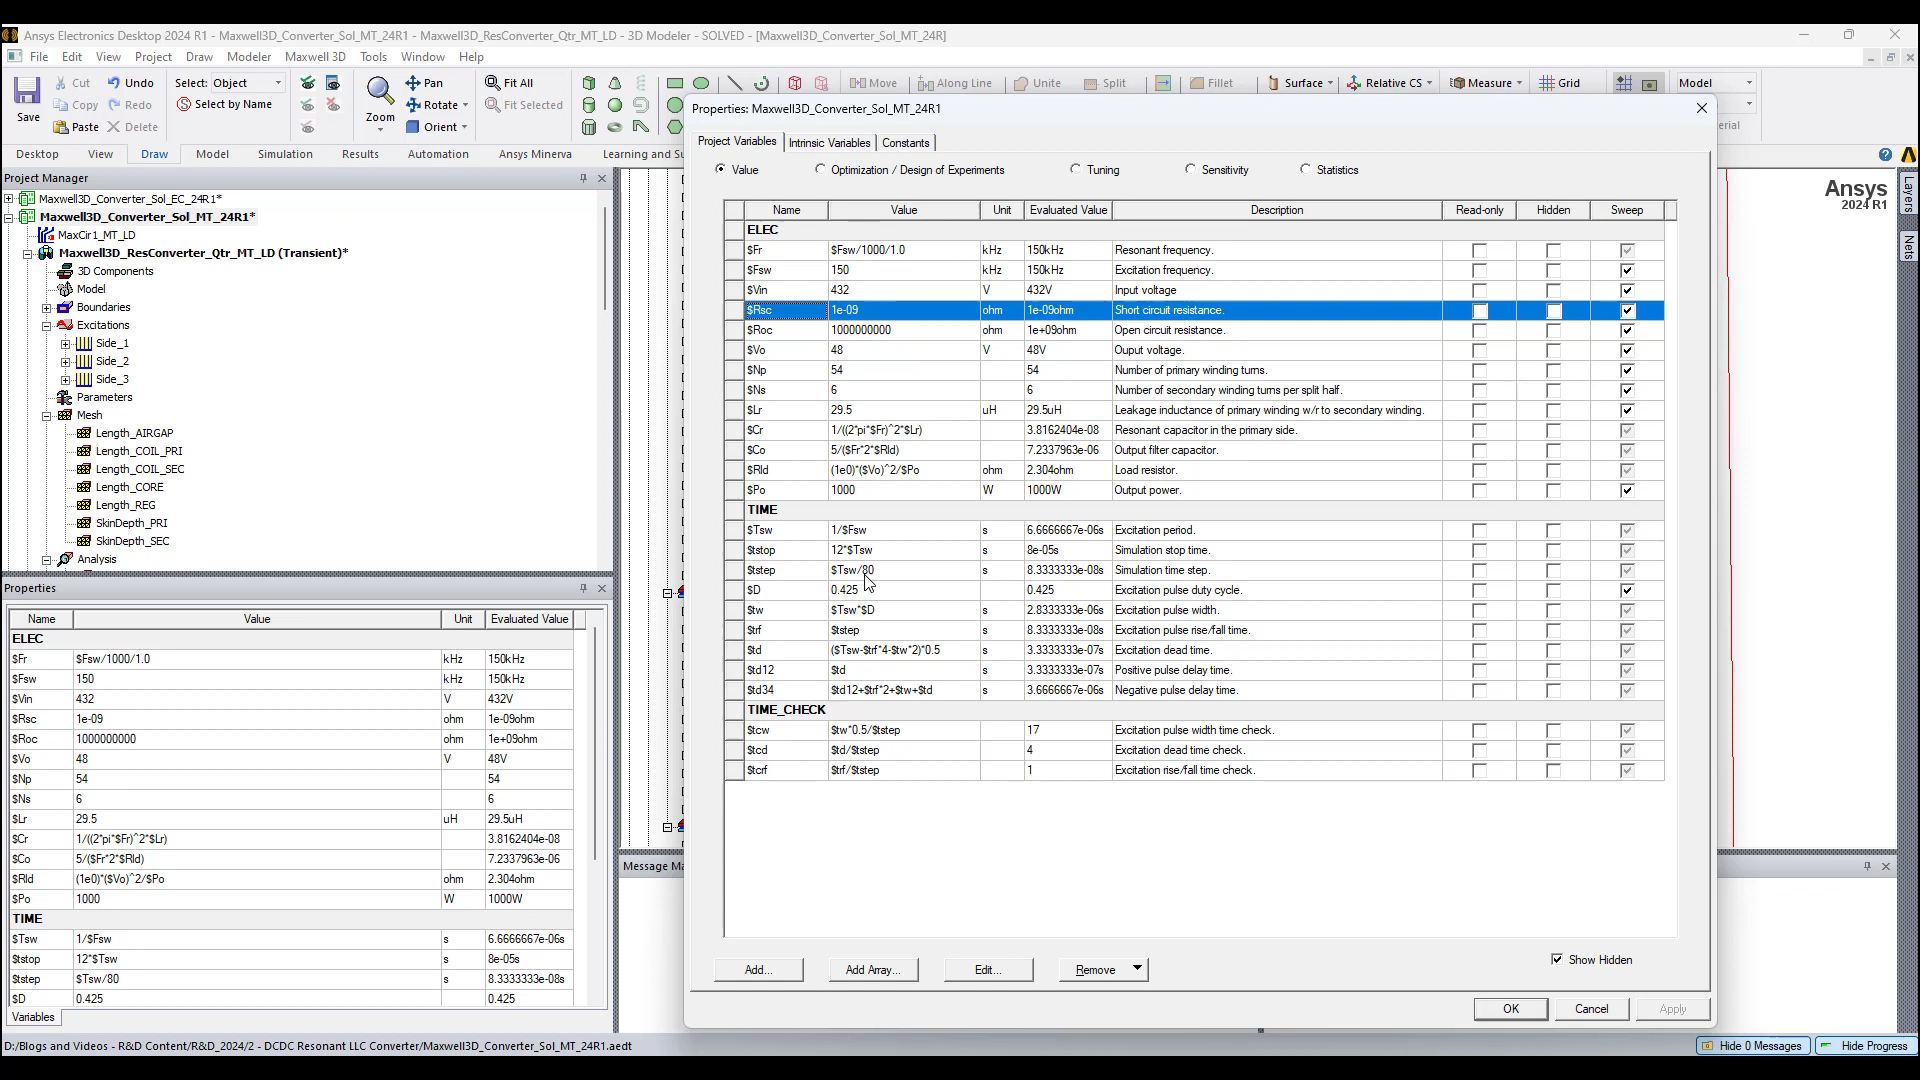 Ansys Electronics Desktop 2024 R1 - Maxwell3D_Converter_Sol_MT_24R1 - Maxwell3D_ResConverter_Qtr_MT_LD - 3D Modeler - SOLVED - [Maxwell3D_Converter_Sol_MT_24R]
File Edit View Project Draw Modeler Maxwell 3D Tools Window Help
Save Cut Undo Select: Object Zoom Pan Fit All Move Along Line Unite Split Fillet Surface Relative CS Measure Grid Model
Copy Redo Select by Name Rotate Fit Selected
Paste Delete Orient erial
Desktop View Draw Model Simulation Results Automation Ansys Minerva Learning and Su
Project Manager
Maxwell3D_Converter_Sol_EC_24R1*
Maxwell3D_Converter_Sol_MT_24R1*
MaxCir1_MT_LD
Maxwell3D_ResConverter_Qtr_MT_LD (Transient)*
3D Components
Model
Boundaries
Excitations
Side_1
Side_2
Side_3
Parameters
Mesh
Length_AIRGAP
Length_COIL_PRI
Length_COIL_SEC
Length_CORE
Length_REG
SkinDepth_PRI
SkinDepth_SEC
Analysis
Properties
Name Value Unit Evaluated Value
ELEC
$Fr $Fsw/1000/1.0 kHz 150kHz
$Fsw 150 kHz 150kHz
$Vin 432 V 432V
$Rsc 1e-09 ohm 1e-09ohm
$Roc 1000000000 ohm 1e+09ohm
$Vo 48 V 48V
$Np 54 54
$Ns 6 6
$Lr 29.5 uH 29.5uH
$Cr 1/((2*pi*$Fr)^2*$Lr) 3.8162404e-08
$Co 5/($Fr*2*$Rld) 7.2337963e-06
$Rld (1e0)*($Vo)^2/$Po ohm 2.304ohm
$Po 1000 W 1000W
TIME
$Tsw 1/$Fsw s 6.6666667e-06s
$tstop 12*$Tsw s 8e-05s
$tstep $Tsw/80 s 8.3333333e-08s
$D 0.425 0.425
Variables
Properties: Maxwell3D_Converter_Sol_MT_24R1
Project Variables Intrinsic Variables Constants
Value Optimization / Design of Experiments Tuning Sensitivity Statistics
Name Value Unit Evaluated Value Description Read-only Hidden Sweep
ELEC
$Fr $Fsw/1000/1.0 kHz 150kHz Resonant frequency.
$Fsw 150 kHz 150kHz Excitation frequency.
$Vin 432 V 432V Input voltage
$Rsc 1e-09 ohm 1e-09ohm Short circuit resistance.
$Roc 1000000000 ohm 1e+09ohm Open circuit resistance.
$Vo 48 V 48V Ouput voltage.
$Np 54 54 Number of primary winding turns.
$Ns 6 6 Number of secondary winding turns per split half.
$Lr 29.5 uH 29.5uH Leakage inductance of primary winding w/r to secondary winding.
$Cr 1/((2*pi*$Fr)^2*$Lr) 3.8162404e-08 Resonant capacitor in the primary side.
$Co 5/($Fr*2*$Rld) 7.2337963e-06 Output filter capacitor.
$Rld (1e0)*($Vo)^2/$Po ohm 2.304ohm Load resistor.
$Po 1000 W 1000W Output power.
TIME
$Tsw 1/$Fsw s 6.6666667e-06s Excitation period.
$tstop 12*$Tsw s 8e-05s Simulation stop time.
$tstep $Tsw/80 s 8.3333333e-08s Simulation time step.
$D 0.425 0.425 Excitation pulse duty cycle.
$tw $Tsw*$D s 2.8333333e-06s Excitation pulse width.
$trf $tstep s 8.3333333e-08s Excitation pulse rise/fall time.
$td ($Tsw-$trf*4-$tw*2)*0.5 s 3.3333333e-07s Excitation dead time.
$td12 $td s 3.3333333e-07s Positive pulse delay time.
$td34 $td12+$trf*2+$tw+$td s 3.6666667e-06s Negative pulse delay time.
TIME_CHECK
$tcw $tw*0.5/$tstep 17 Excitation pulse width time check.
$tcd $td/$tstep 4 Excitation dead time check.
$tcrf $trf/$tstep 1 Excitation rise/fall time check.
Add... Add Array... Edit... Remove Show Hidden
OK Cancel Apply
Ansys
2024 R1
Layers
Nets
Message Ma
D:/Blogs and Videos - R&D Content/R&D_2024/2 - DCDC Resonant LLC Converter/Maxwell3D_Converter_Sol_MT_24R1.aedt
Hide 0 Messages Hide Progress